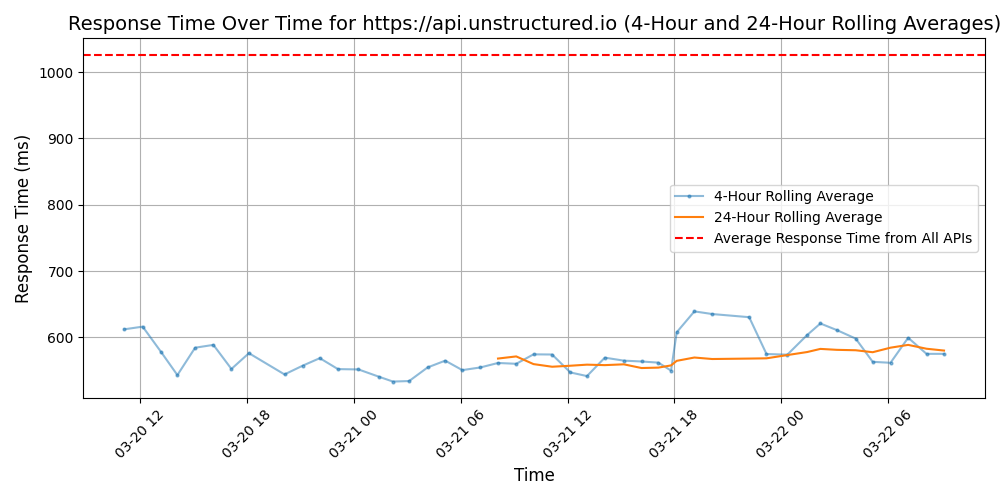 Response Time Over Time for https://api.unstructured.io (4-Hour and 24-Hour Rolling Averages)
Response Time (ms)
1000
900
800
700
600
4-Hour Rolling Average
24-Hour Rolling Average
Average Response Time from All APIs
03-20 12
03-20 18
03-21 00
03-21 06
03-21 12
03-21 18
03-22 00
03-22 06
Time